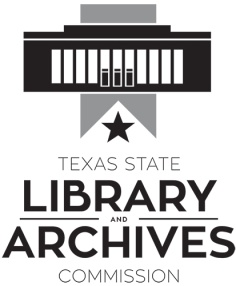 TEXAS STATE
LIBRARY
AND
ARCHIVES
COMMISSION